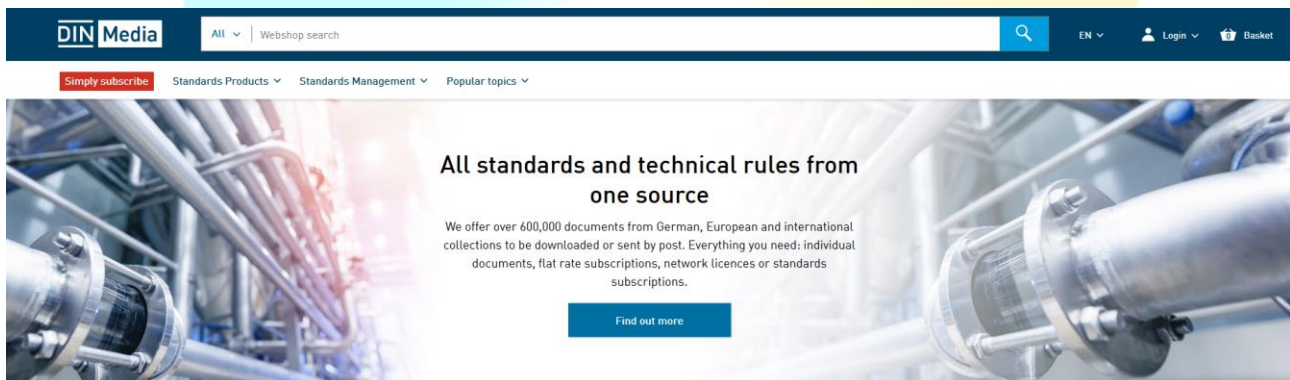 DIN Media
All
Webshop search
EN
Login
0
Basket
Simply subscribe
Standards Products
Standards Management
Popular topics
All standards and technical rules from
one source
We offer over 600,000 documents from German, European and international
collections to be downloaded or sent by post. Everything you need: individual
documents, flat rate subscriptions, network licences or standards
subscriptions.
Find out more